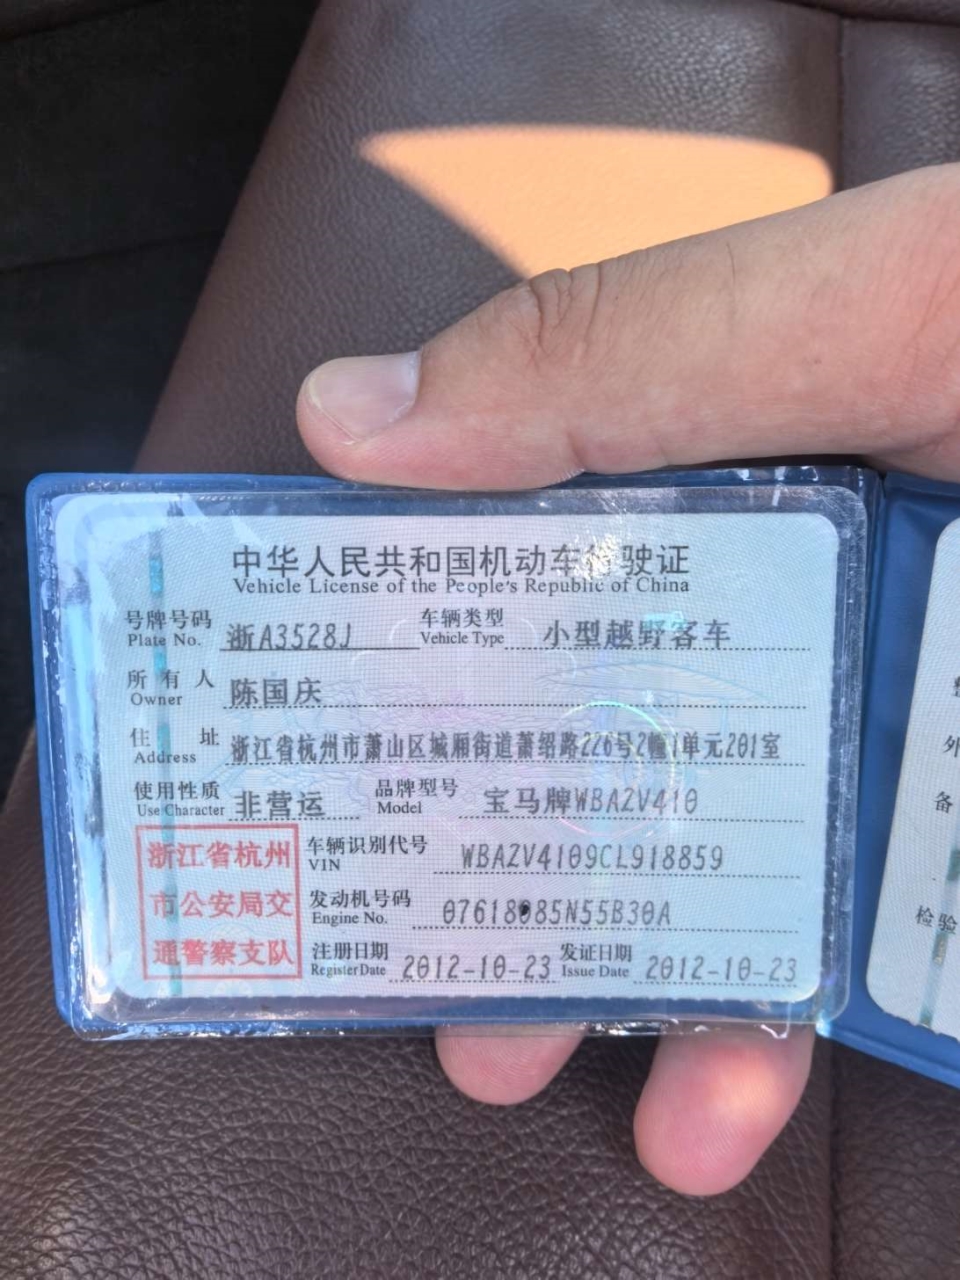 中华人民共和国机动车驾驶证
Vehicle License of the People's Republic of China
号牌号码 浙A3528J 车辆类型 小型越野客车
Plate No. Vehicle Type
所有人 陈国庆
Owner
住址 浙江省杭州市萧山区城厢街道萧绍路226号2幢1单元201室
Address
使用性质 非营运 品牌型号 宝马牌WBAZV410
Use Character Model
浙江省杭州
市公安局交
通警察支队
车辆识别代号 WBAZV4109CL918859
VIN
发动机号码 07618985N55B30A
Engine No.
注册日期 2012-10-23 发证日期 2012-10-23
Register Date Issue Date
外
备
检验